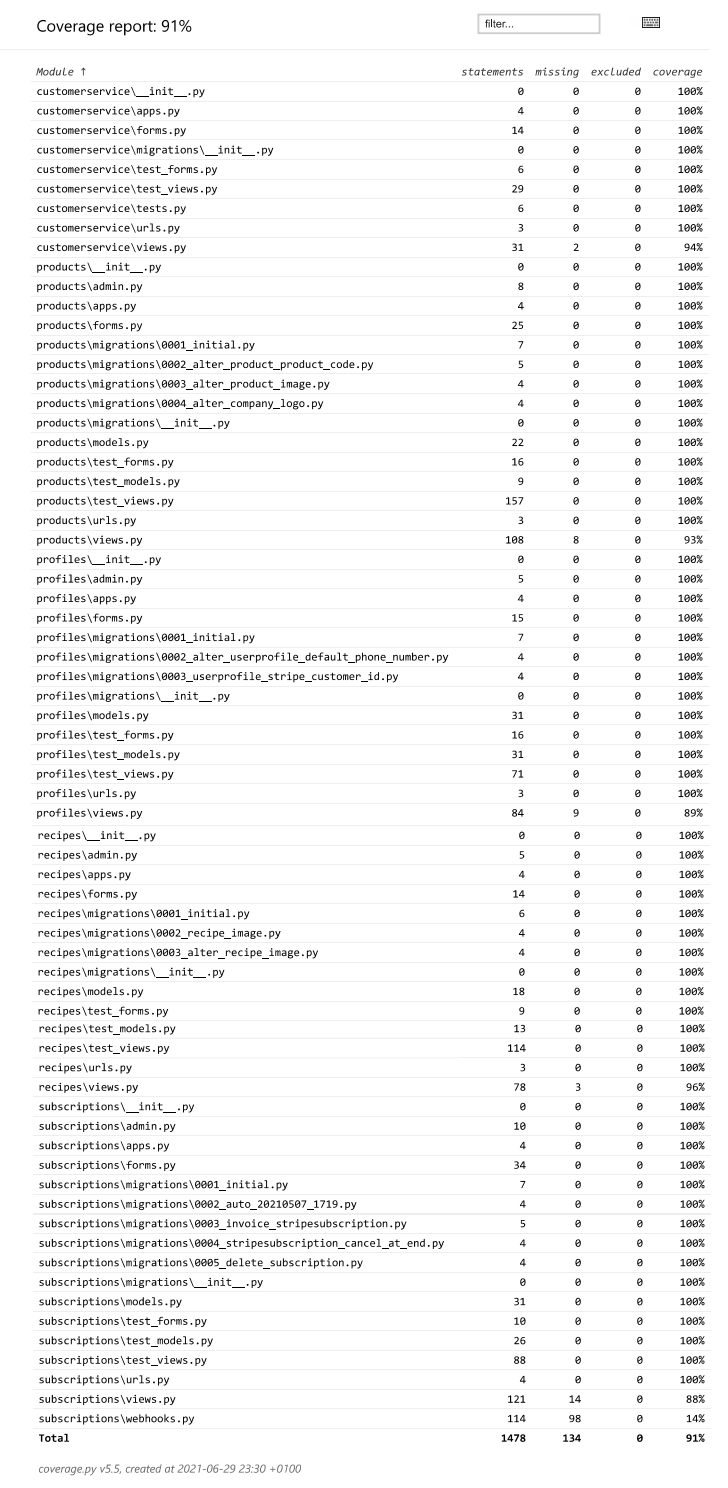 Coverage report: 91%
filter...
Module ↑ statements missing excluded coverage
customerservice\__init__.py 0 0 0 100%
customerservice\apps.py 4 0 0 100%
customerservice\forms.py 14 0 0 100%
customerservice\migrations\__init__.py 0 0 0 100%
customerservice\test_forms.py 6 0 0 100%
customerservice\test_views.py 29 0 0 100%
customerservice\tests.py 6 0 0 100%
customerservice\urls.py 3 0 0 100%
customerservice\views.py 31 2 0 94%
products\__init__.py 0 0 0 100%
products\admin.py 8 0 0 100%
products\apps.py 4 0 0 100%
products\forms.py 25 0 0 100%
products\migrations\0001_initial.py 7 0 0 100%
products\migrations\0002_alter_product_product_code.py 5 0 0 100%
products\migrations\0003_alter_product_image.py 4 0 0 100%
products\migrations\0004_alter_company_logo.py 4 0 0 100%
products\migrations\__init__.py 0 0 0 100%
products\models.py 22 0 0 100%
products\test_forms.py 16 0 0 100%
products\test_models.py 9 0 0 100%
products\test_views.py 157 0 0 100%
products\urls.py 3 0 0 100%
products\views.py 108 8 0 93%
profiles\__init__.py 0 0 0 100%
profiles\admin.py 5 0 0 100%
profiles\apps.py 4 0 0 100%
profiles\forms.py 15 0 0 100%
profiles\migrations\0001_initial.py 7 0 0 100%
profiles\migrations\0002_alter_userprofile_default_phone_number.py 4 0 0 100%
profiles\migrations\0003_userprofile_stripe_customer_id.py 4 0 0 100%
profiles\migrations\__init__.py 0 0 0 100%
profiles\models.py 31 0 0 100%
profiles\test_forms.py 16 0 0 100%
profiles\test_models.py 31 0 0 100%
profiles\test_views.py 71 0 0 100%
profiles\urls.py 3 0 0 100%
profiles\views.py 84 9 0 89%
recipes\__init__.py 0 0 0 100%
recipes\admin.py 5 0 0 100%
recipes\apps.py 4 0 0 100%
recipes\forms.py 14 0 0 100%
recipes\migrations\0001_initial.py 6 0 0 100%
recipes\migrations\0002_recipe_image.py 4 0 0 100%
recipes\migrations\0003_alter_recipe_image.py 4 0 0 100%
recipes\migrations\__init__.py 0 0 0 100%
recipes\models.py 18 0 0 100%
recipes\test_forms.py 9 0 0 100%
recipes\test_models.py 13 0 0 100%
recipes\test_views.py 114 0 0 100%
recipes\urls.py 3 0 0 100%
recipes\views.py 78 3 0 96%
subscriptions\__init__.py 0 0 0 100%
subscriptions\admin.py 10 0 0 100%
subscriptions\apps.py 4 0 0 100%
subscriptions\forms.py 34 0 0 100%
subscriptions\migrations\0001_initial.py 7 0 0 100%
subscriptions\migrations\0002_auto_20210507_1719.py 4 0 0 100%
subscriptions\migrations\0003_invoice_stripesubscription.py 5 0 0 100%
subscriptions\migrations\0004_stripesubscription_cancel_at_end.py 4 0 0 100%
subscriptions\migrations\0005_delete_subscription.py 4 0 0 100%
subscriptions\migrations\__init__.py 0 0 0 100%
subscriptions\models.py 31 0 0 100%
subscriptions\test_forms.py 10 0 0 100%
subscriptions\test_models.py 26 0 0 100%
subscriptions\test_views.py 88 0 0 100%
subscriptions\urls.py 4 0 0 100%
subscriptions\views.py 121 14 0 88%
subscriptions\webhooks.py 114 98 0 14%
Total 1478 134 0 91%
coverage.py v5.5, created at 2021-06-29 23:30 +0100